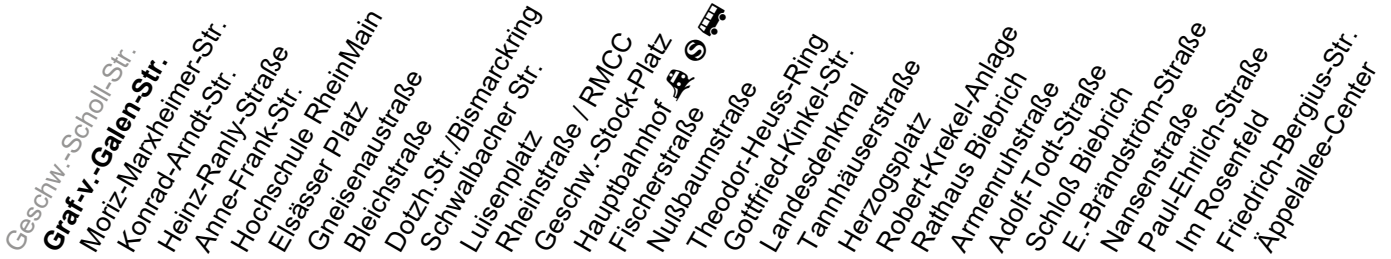 Geschw.-Scholl-Str.
Graf-v.-Galen-Str.
Moriz-Marxheimer-Str.
Konrad-Arndt-Str.
Heinz-Ranly-Straße
Anne-Frank-Str.
Hochschule RheinMain
Elsässer Platz
Gneisenaustraße
Bleichstraße
Dotzh.Str./Bismarckring
Schwalbacher Str.
Luisenplatz
Rheinstraße / RMCC
Geschw.-Stock-Platz
Hauptbahnhof S
Fischerstraße
Nußbaumstraße
Theodor-Heuss-Ring
Gottfried-Kinkel-Str.
Landesdenkmal
Tannhäuserstraße
Herzogsplatz
Robert-Krekel-Anlage
Rathaus Biebrich
Armenruhstraße
Adolf-Todt-Straße
Schloß Biebrich
E.-Brändström-Straße
Nansenstraße
Paul-Ehrlich-Straße
Im Rosenfeld
Friedrich-Bergius-Str.
Äppelallee-Center